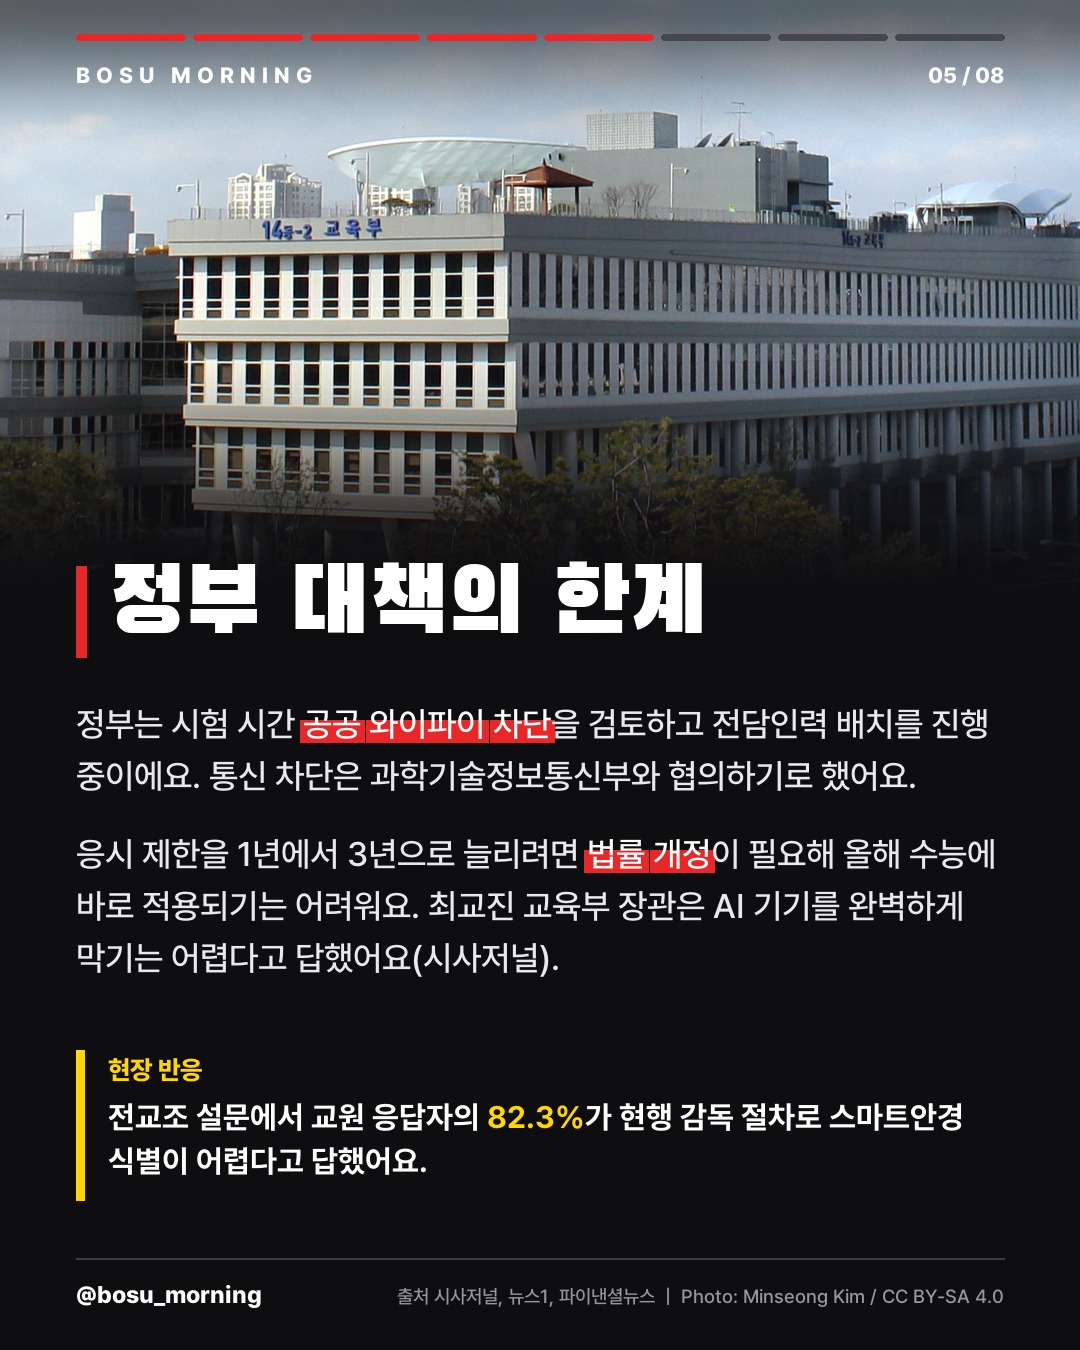 BOSU MORNING
05 / 08
14동-2 교육부
14동-2 교육부
정부 대책의 한계
정부는 시험 시간 공공 와이파이 차단을 검토하고 전담인력 배치를 진행
중이에요. 통신 차단은 과학기술정보통신부와 협의하기로 했어요.
응시 제한을 1년에서 3년으로 늘리려면 법률 개정이 필요해 올해 수능에
바로 적용되기는 어려워요. 최교진 교육부 장관은 AI 기기를 완벽하게
막기는 어렵다고 답했어요(시사저널).
현장 반응
전교조 설문에서 교원 응답자의 82.3%가 현행 감독 절차로 스마트안경
식별이 어렵다고 답했어요.
@bosu_morning
출처 시사저널, 뉴스1, 파이낸셜뉴스 | Photo: Minseong Kim / CC BY-SA 4.0